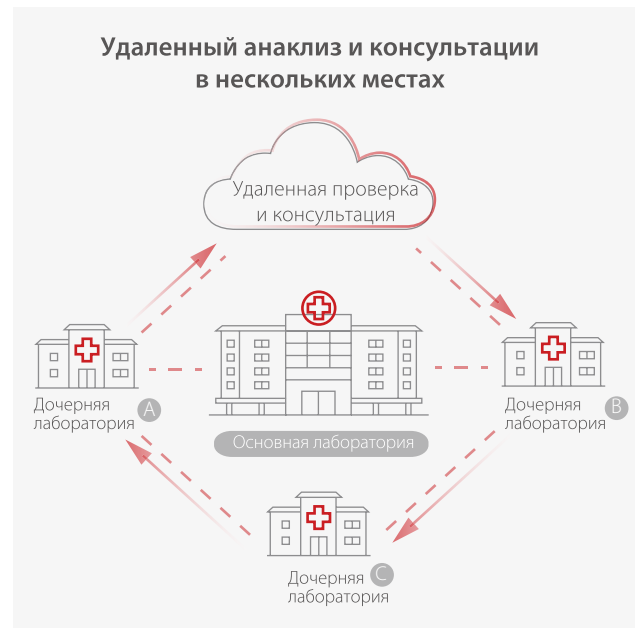 Удаленный анаклиз и консультации
в нескольких местах
Удаленная проверка
и консультация
Дочерняя
лаборатория A
Дочерняя
лаборатория B
Основная лаборатория
Дочерняя C
лаборатория